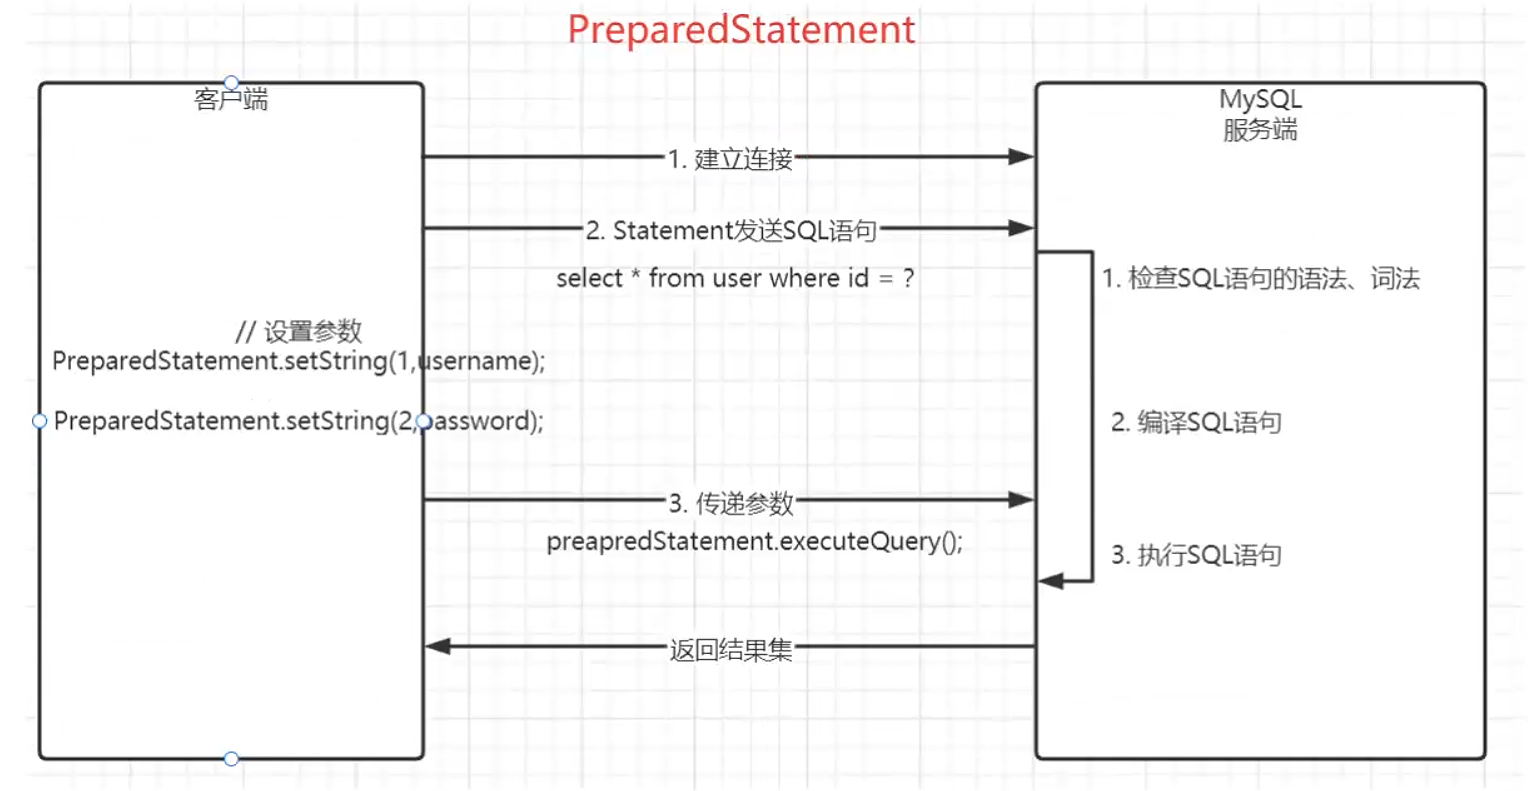 PreparedStatement
客户端
MySQL
服务端
1. 建立连接
2. Statement发送SQL语句
select * from user where id = ?
1. 检查SQL语句的语法、词法
// 设置参数
PreparedStatement.setString(1,username);
PreparedStatement.setString(2,password);
2. 编译SQL语句
3. 传递参数
preapredStatement.executeQuery();
3. 执行SQL语句
返回结果集